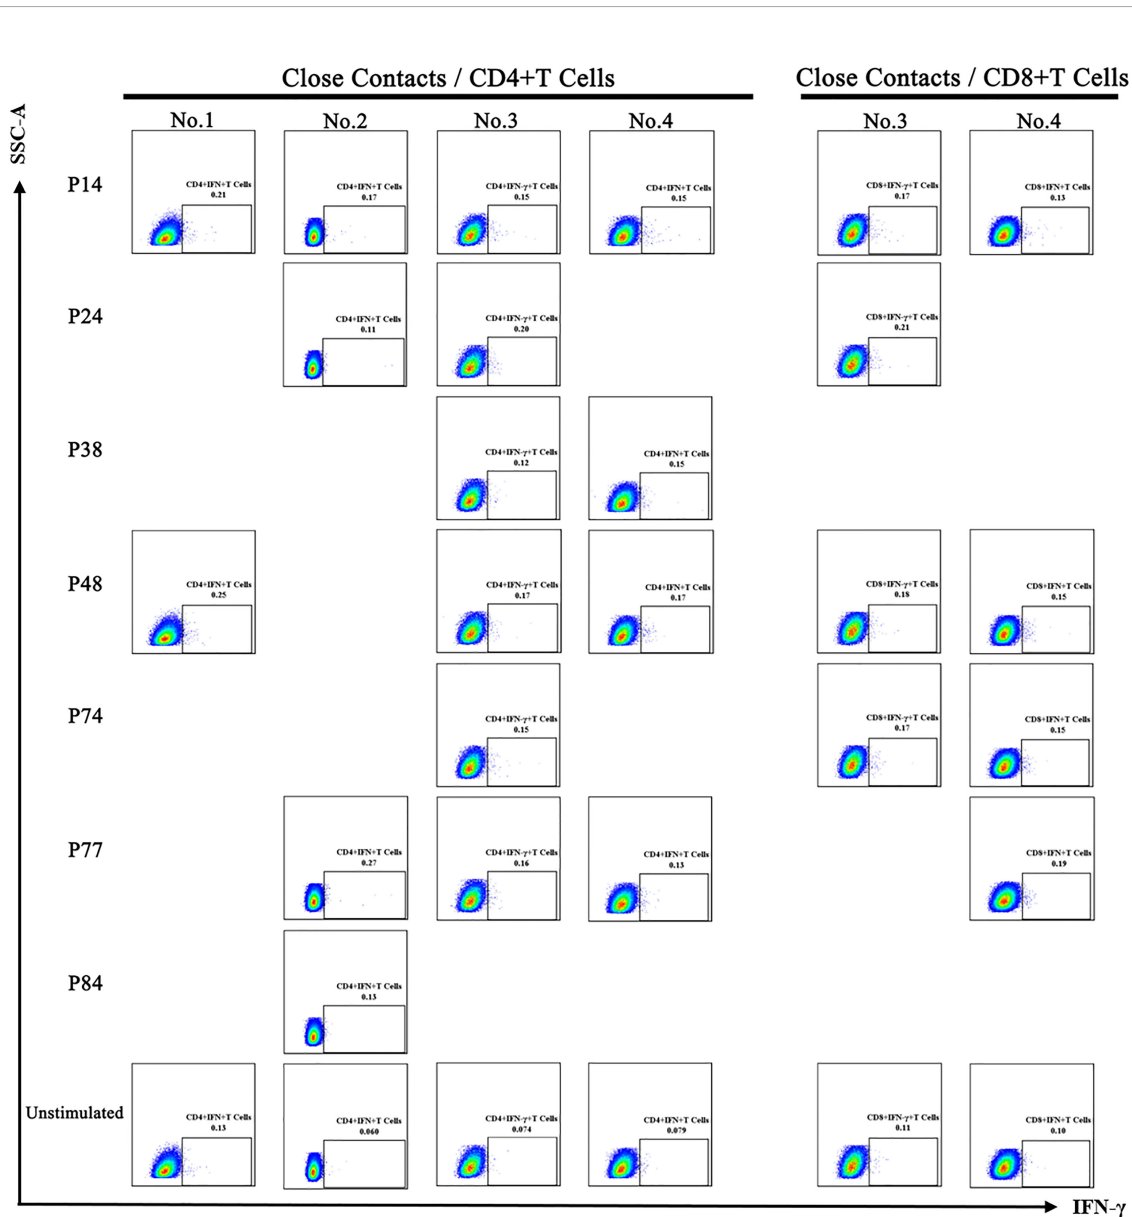 Close Contacts / CD4+T Cells Close Contacts / CD8+T Cells
SSC-A
No.1 No.2 No.3 No.4 No.3 No.4
P14
CD4+IFN+T Cells CD4+IFN+T Cells CD4+IFN-γ+T Cells CD4+IFN+T Cells CD8+IFN-γ+T Cells CD8+IFN+T Cells
0.21 0.17 0.15 0.15 0.17 0.13
P24
CD4+IFN+T Cells CD4+IFN-γ+T Cells CD8+IFN-γ+T Cells
0.11 0.20 0.21
P38
CD4+IFN-γ+T Cells CD4+IFN+T Cells
0.12 0.15
P48
CD4+IFN+T Cells CD4+IFN-γ+T Cells CD4+IFN+T Cells CD8+IFN-γ+T Cells CD8+IFN+T Cells
0.25 0.17 0.17 0.18 0.15
P74
CD4+IFN-γ+T Cells CD8+IFN-γ+T Cells CD8+IFN+T Cells
0.15 0.17 0.15
P77
CD4+IFN+T Cells CD4+IFN-γ+T Cells CD4+IFN+T Cells CD8+IFN+T Cells
0.27 0.16 0.13 0.19
P84
CD4+IFN+T Cells
0.13
Unstimulated
CD4+IFN+T Cells CD4+IFN+T Cells CD4+IFN-γ+T Cells CD4+IFN+T Cells CD8+IFN-γ+T Cells CD8+IFN+T Cells
0.13 0.060 0.074 0.079 0.11 0.10
IFN-γ